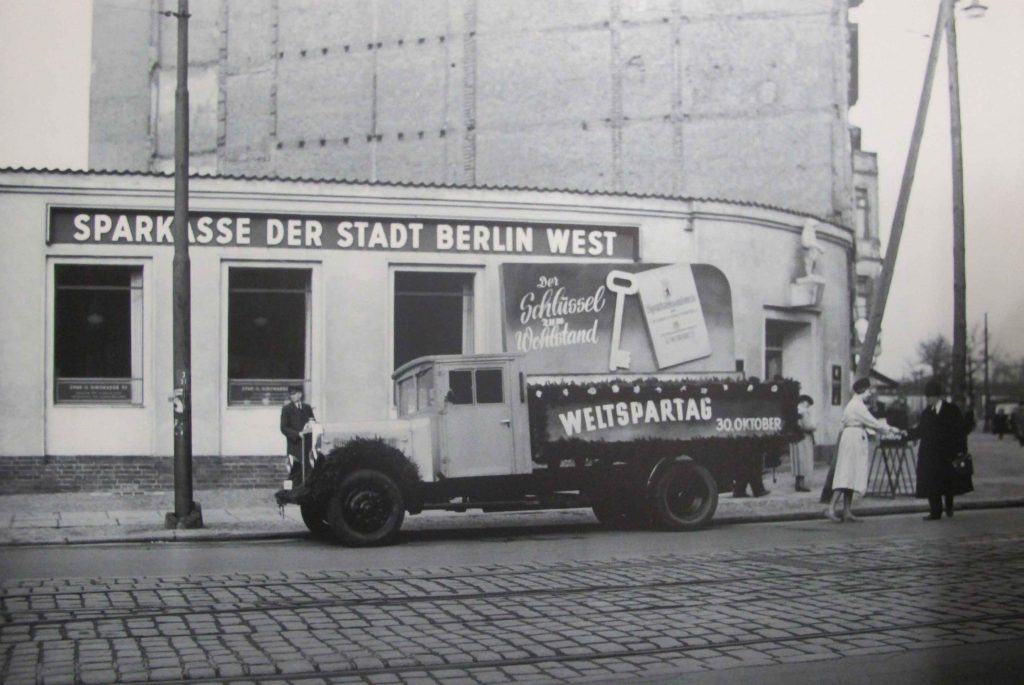 SPARKASSE DER STADT BERLIN WEST
Der
Schlüssel
zum
Wohlstand
WELTSPARTAG
30. OKTOBER